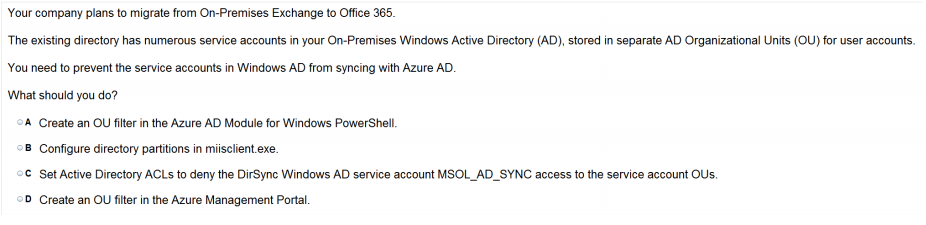 Your company plans to migrate from On-Premises Exchange to Office 365.
The existing directory has numerous service accounts in your On-Premises Windows Active Directory (AD), stored in separate AD Organizational Units (OU) for user accounts.
You need to prevent the service accounts in Windows AD from syncing with Azure AD.
What should you do?
A Create an OU filter in the Azure AD Module for Windows PowerShell.
B Configure directory partitions in miisclient.exe.
C Set Active Directory ACLs to deny the DirSync Windows AD service account MSOL_AD_SYNC access to the service account OUs.
D Create an OU filter in the Azure Management Portal.